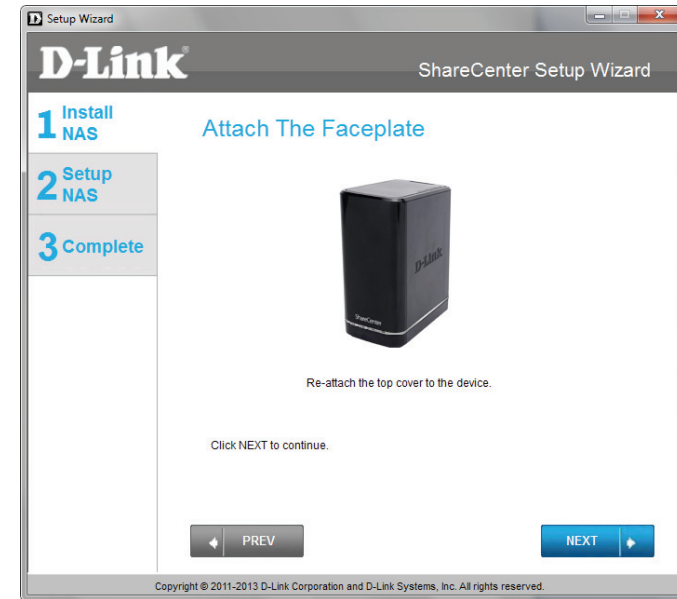 Setup Wizard
D-Link
ShareCenter Setup Wizard
1 Install
NAS
2 Setup
NAS
3 Complete
Attach The Faceplate
D-Link
ShareCenter
Re-attach the top cover to the device.
Click NEXT to continue.
PREV
NEXT
Copyright © 2011-2013 D-Link Corporation and D-Link Systems, Inc. All rights reserved.